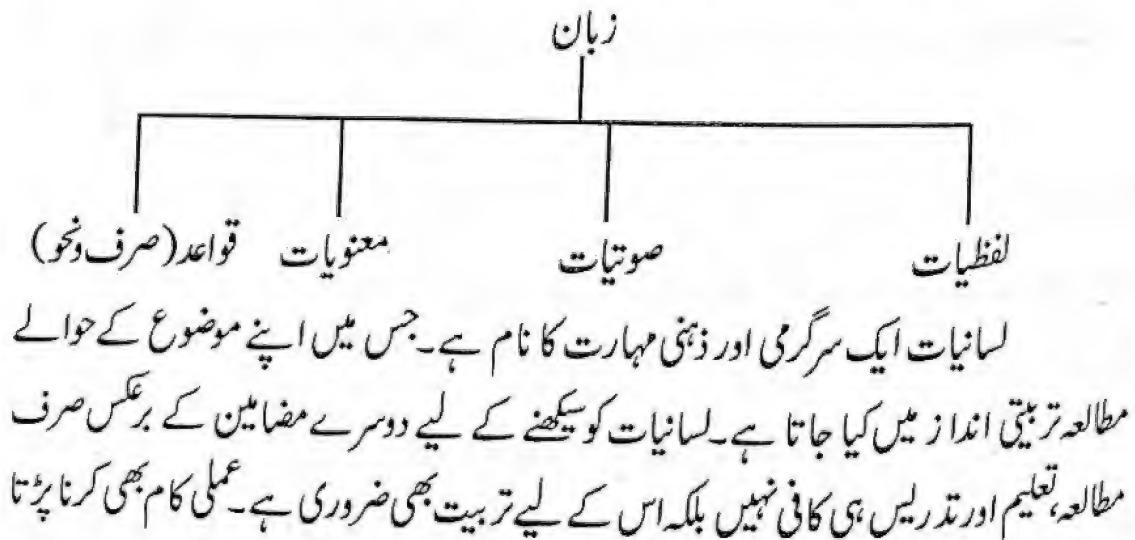 زبان
لفظیات صوتیات معنویات قواعد (صرف ونحو)
لسانیات ایک سرگرمی اور ذہنی مہارت کا نام ہے۔ جس میں اپنے موضوع کے حوالے
مطالعہ تربیتی انداز میں کیا جاتا ہے۔ لسانیات کو سیکھنے کے لیے دوسرے مضامین کے برعکس صرف
مطالعہ، تعلیم اور تدریس ہی کافی نہیں بلکہ اس کے لیے تربیت بھی ضروری ہے۔ عملی کام بھی کرنا پڑتا